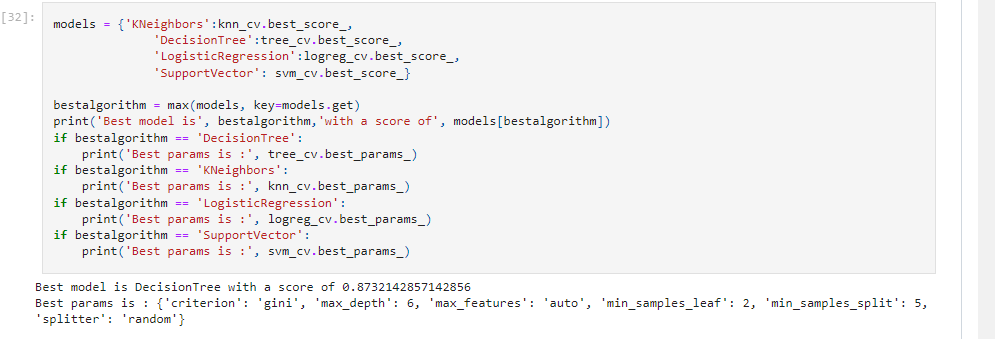 [32]:
models = {'KNeighbors':knn_cv.best_score_,
'DecisionTree':tree_cv.best_score_,
'LogisticRegression':logreg_cv.best_score_,
'SupportVector': svm_cv.best_score_}
bestalgorithm = max(models, key=models.get)
print('Best model is', bestalgorithm,'with a score of', models[bestalgorithm])
if bestalgorithm == 'DecisionTree':
    print('Best params is :', tree_cv.best_params_)
if bestalgorithm == 'KNeighbors':
    print('Best params is :', knn_cv.best_params_)
if bestalgorithm == 'LogisticRegression':
    print('Best params is :', logreg_cv.best_params_)
if bestalgorithm == 'SupportVector':
    print('Best params is :', svm_cv.best_params_)
Best model is DecisionTree with a score of 0.8732142857142856
Best params is : {'criterion': 'gini', 'max_depth': 6, 'max_features': 'auto', 'min_samples_leaf': 2, 'min_samples_split': 5,
'splitter': 'random'}